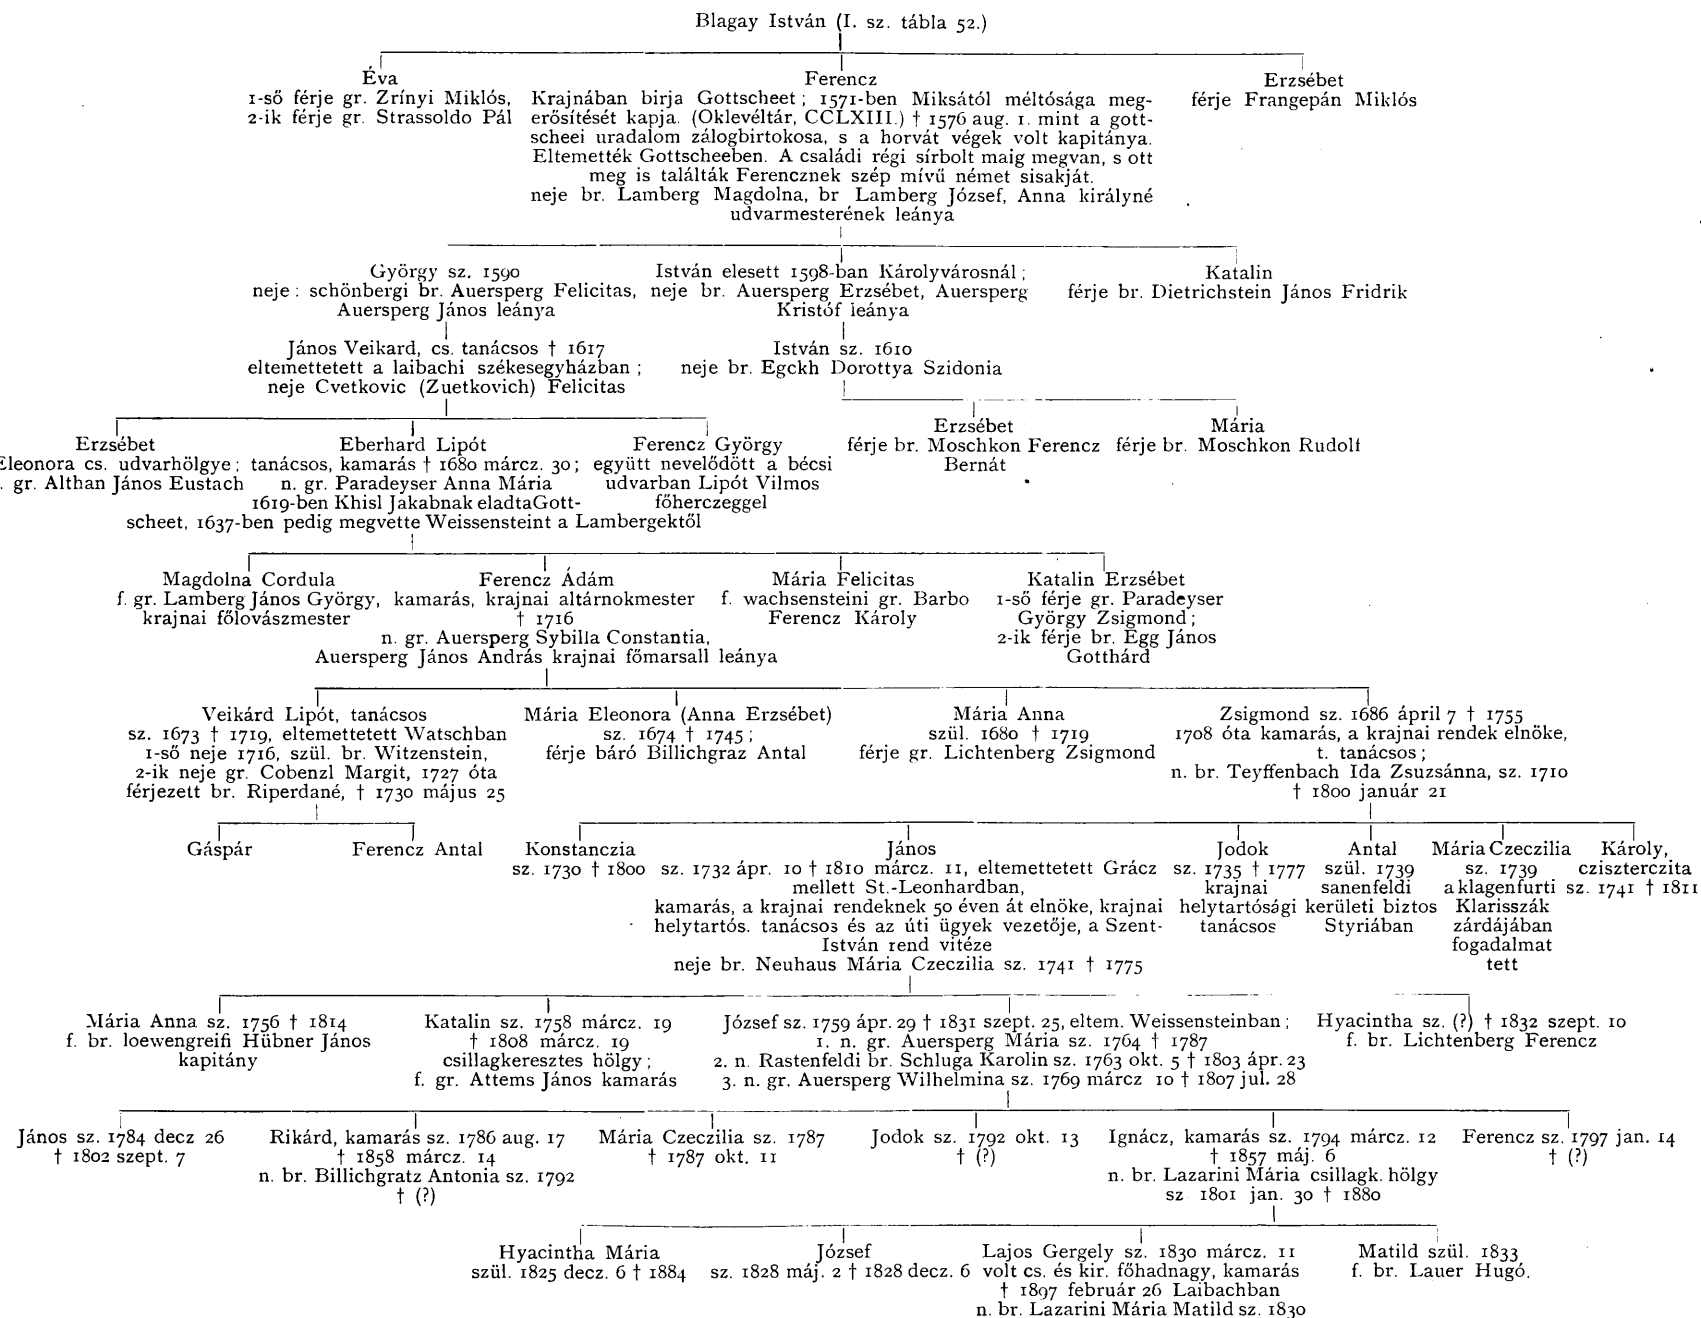 Blagay István (I. sz. tábla 52.)
Éva
1-ső férje gr. Zrínyi Miklós,
2-ik férje gr. Strassoldo Pál
Ferencz
Krajnában birja Gottscheet; 1571-ben Miksától méltósága meg-
erősítését kapja. (Oklevéltár, CCLXIII.) † 1576 aug. 1. mint a gott-
scheei uradalom zálogbirtokosa, s a horvát végek volt kapitánya.
Eltemették Gottscheeben. A családi régi sírbolt maig megvan, s ott
meg is találták Ferencznek szép mívű német sisakját.
neje br. Lamberg Magdolna, br Lamberg József, Anna királyné
udvarmesterének leánya
Erzsébet
férje Frangepán Miklós
György sz. 1590
neje: schönbergi br. Auersperg Felicitas,
Auersperg János leánya
István elesett 1598-ban Károlyvárosnál;
neje br. Auersperg Erzsébet, Auersperg
Kristóf leánya
Katalin
férje br. Dietrichstein János Fridrik
János Veikard, cs. tanácsos † 1617
eltemettetett a laibachi székesegyházban;
neje Cvetkovic (Zuetkovich) Felicitas
István sz. 1610
neje br. Egckh Dorottya Szidonia
Erzsébet
Eleonora cs. udvarhölgye;
. gr. Althan János Eustach
Eberhard Lipót
tanácsos, kamarás † 1680 márcz. 30;
n. gr. Paradeyser Anna Mária
1619-ben Khisl Jakabnak eladtaGott-
scheet, 1637-ben pedig megvette Weissensteint a Lambergektől
Ferencz György
együtt nevelődött a bécsi
udvarban Lipót Vilmos
főherczeggel
Erzsébet
férje br. Moschkon Ferencz
Bernát
Mária
férje br. Moschkon Rudolf
Magdolna Cordula
f. gr. Lamberg János György,
krajnai főlovászmester
Ferencz Ádám
kamarás, krajnai altárnokmester
† 1716
n. gr. Auersperg Sybilla Constantia,
Auersperg János András krajnai főmarsall leánya
Mária Felicitas
f. wachsensteini gr. Barbo
Ferencz Károly
Katalin Erzsébet
1-ső férje gr. Paradeyser
György Zsigmond;
2-ik férje br. Egg János
Gotthárd
Veikárd Lipót, tanácsos
sz. 1673 † 1719, eltemettetett Watschban
1-ső neje 1716, szül. br. Witzenstein,
2-ik neje gr. Cobenzl Margit, 1727 óta
férjezett br. Riperdané, † 1730 május 25
Mária Eleonora (Anna Erzsébet)
sz. 1674 † 1745;
férje báró Billichgraz Antal
Mária Anna
szül. 1680 † 1719
férje gr. Lichtenberg Zsigmond
Zsigmond sz. 1686 ápril 7 † 1755
1708 óta kamarás, a krajnai rendek elnöke,
t. tanácsos;
n. br. Teyffenbach Ida Zsuzsánna, sz. 1710
† 1800 január 21
Gáspár
Ferencz Antal
Konstanczia
sz. 1730 † 1800
János
sz. 1732 ápr. 10 † 1810 márcz. 11, eltemettetett Grácz
mellett St.-Leonhardban,
kamarás, a krajnai rendeknek 50 éven át elnöke, krajnai
helytartós. tanácsos és az úti ügyek vezetője, a Szent-
István rend vitéze
neje br. Neuhaus Mária Czeczilia sz. 1741 † 1775
Jodok
sz. 1735 † 1777
krajnai
helytartósági
tanácsos
Antal
szül. 1739
sanenfeldi
kerületi biztos
Styriában
Mária Czeczilia
sz. 1739
a klagenfurti
Klarisszák
zárdájában
fogadalmat
tett
Károly,
cziszterczita
sz. 1741 † 1811
Mária Anna sz. 1756 † 1814
f. br. loewengreifi Hübner János
kapitány
Katalin sz. 1758 márcz. 19
† 1808 márcz. 19
csillagkeresztes hölgy;
f. gr. Attems János kamarás
József sz. 1759 ápr. 29 † 1831 szept. 25, eltem. Weissensteinban;
1. n. gr. Auersperg Mária sz. 1764 † 1787
2. n. Rastenfeldi br. Schluga Karolin sz. 1763 okt. 5 † 1803 ápr. 23
3. n. gr. Auersperg Wilhelmina sz. 1769 márcz 10 † 1807 jul. 28
Hyacintha sz. (?) † 1832 szept. 10
f. br. Lichtenberg Ferencz
János sz. 1784 decz 26
† 1802 szept. 7
Rikárd, kamarás sz. 1786 aug. 17
† 1858 márcz. 14
n. br. Billichgratz Antonia sz. 1792
† (?)
Mária Czeczilia sz. 1787
† 1787 okt. 11
Jodok sz. 1792 okt. 13
† (?)
Ignácz, kamarás sz. 1794 márcz. 12
† 1857 máj. 6
n. br. Lazarini Mária csillagk. hölgy
sz 1801 jan. 30 † 1880
Ferencz sz. 1797 jan. 14
† (?)
Hyacintha Mária
szül. 1825 decz. 6 † 1884
József
sz. 1828 máj. 2 † 1828 decz. 6
Lajos Gergely sz. 1830 márcz. 11
volt cs. és kir. főhadnagy, kamarás
† 1897 február 26 Laibachban
n. br. Lazarini Mária Matild sz. 1830
Matild szül. 1833
f. br. Lauer Hugó.